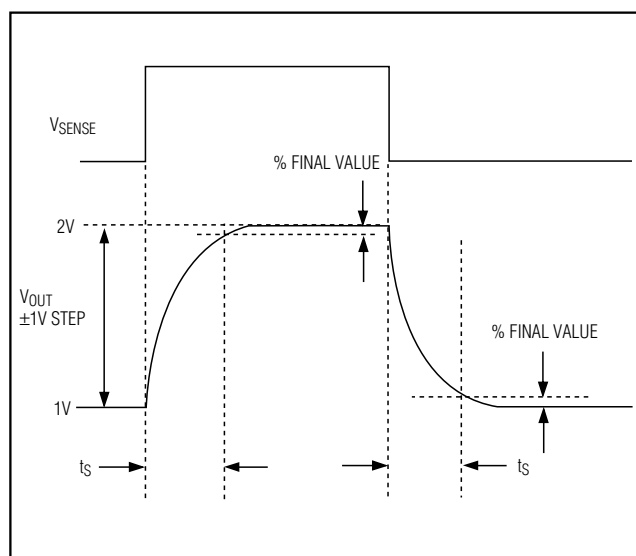 VSENSE
% FINAL VALUE
2V
VOUT
±1V STEP
% FINAL VALUE
1V
tS
tS